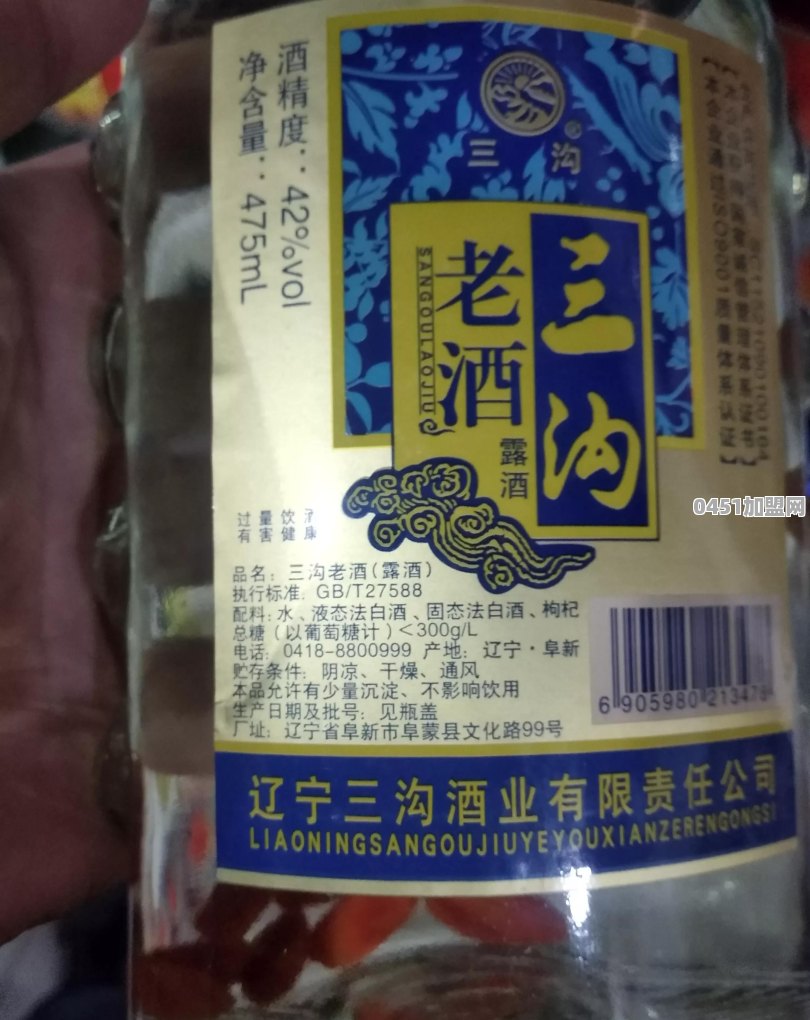 酒精度：42%vol
净含量：475mL
三沟
三沟
老酒
SANGOULAOJIU
露酒
本企业通过ISO9001质量体系认证
过量饮酒
有害健康
品名：三沟老酒（露酒）
执行标准：GB/T27588
配料：水、液态法白酒、固态法白酒、枸杞
总糖（以葡萄糖计）＜300g/L
电话：0418-8800999 产地：辽宁·阜新
贮存条件：阴凉、干燥、通风
本品允许有少量沉淀、不影响饮用
生产日期及批号：见瓶盖
厂址：辽宁省阜新市阜蒙县文化路99号
6 905980 213478
辽宁三沟酒业有限责任公司
LIAONINGSANGOUJIUYEYOUXIANZERENGONGSI
0451加盟网